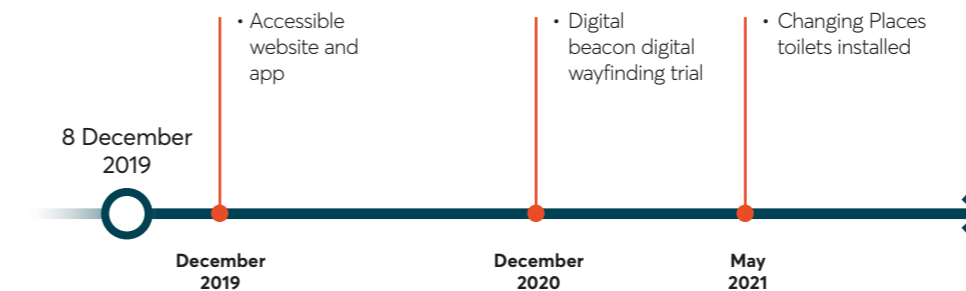 • Accessible
website and
app
• Digital
beacon digital
wayfinding trial
• Changing Places
toilets installed
8 December
2019
December
2019
December
2020
May
2021